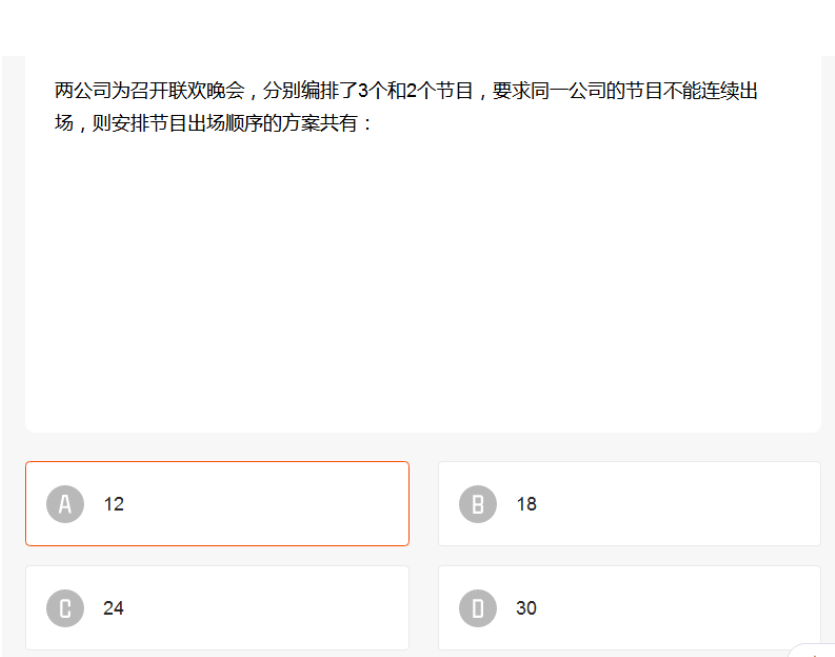 两公司为召开联欢晚会，分别编排了3个和2个节目，要求同一公司的节目不能连续出
场，则安排节目出场顺序的方案共有：
A 12
B 18
C 24
D 30